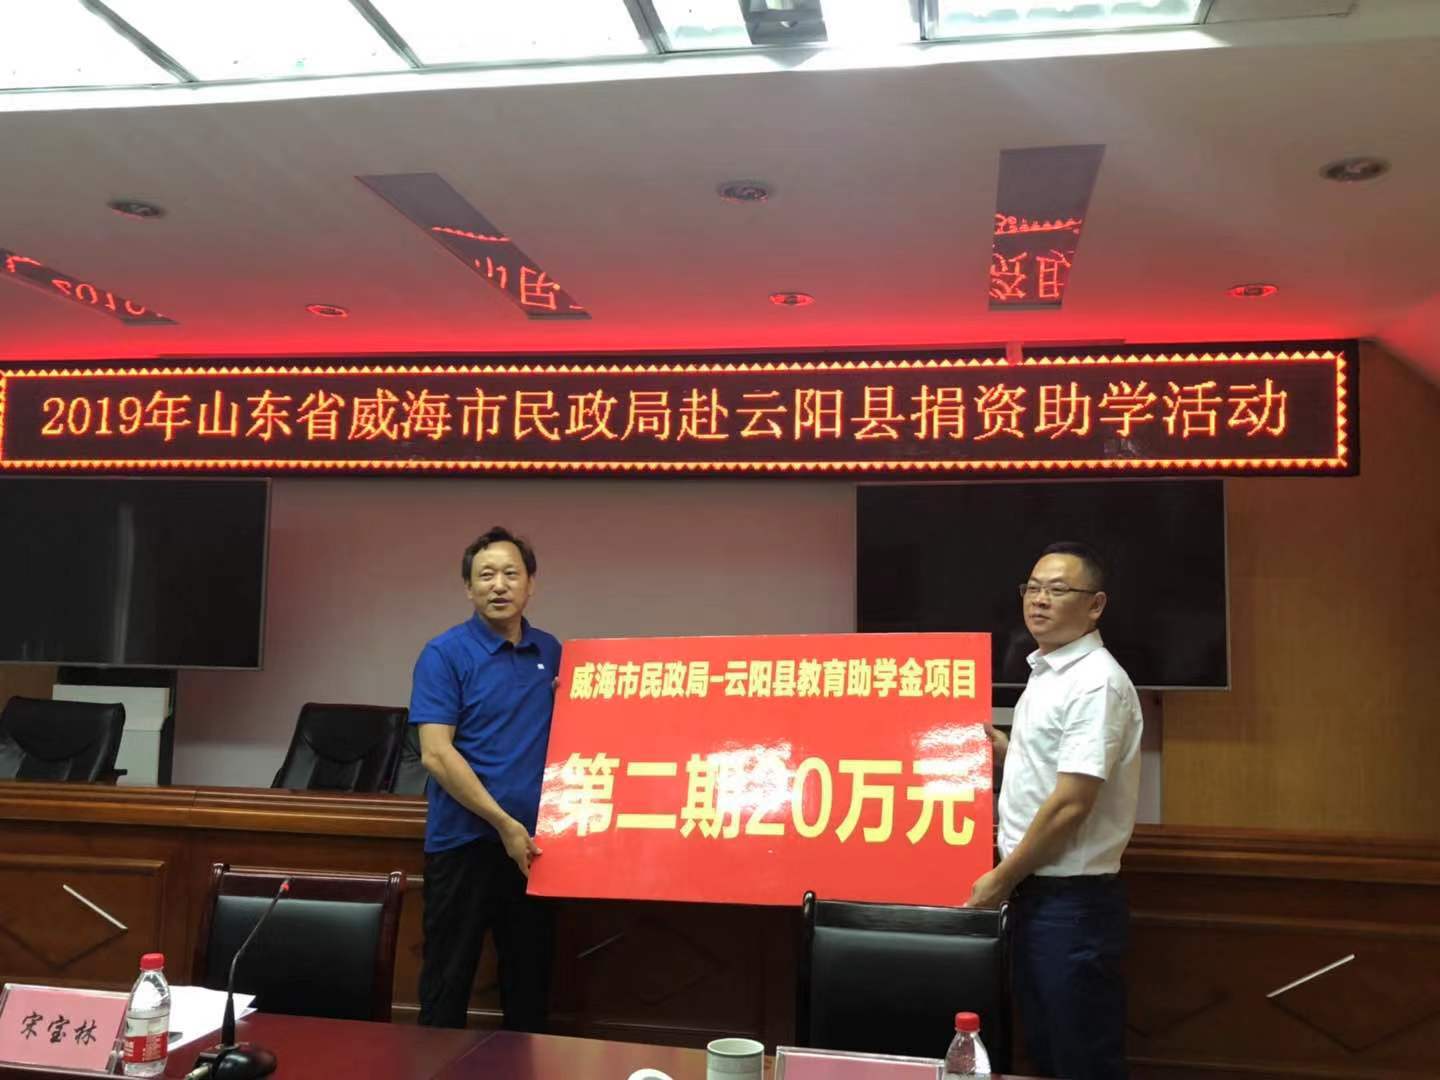 2019年山东省威海市民政局赴云阳县捐资助学活动
威海市民政局-云阳县教育助学金项目
第二期20万元
宋宝林